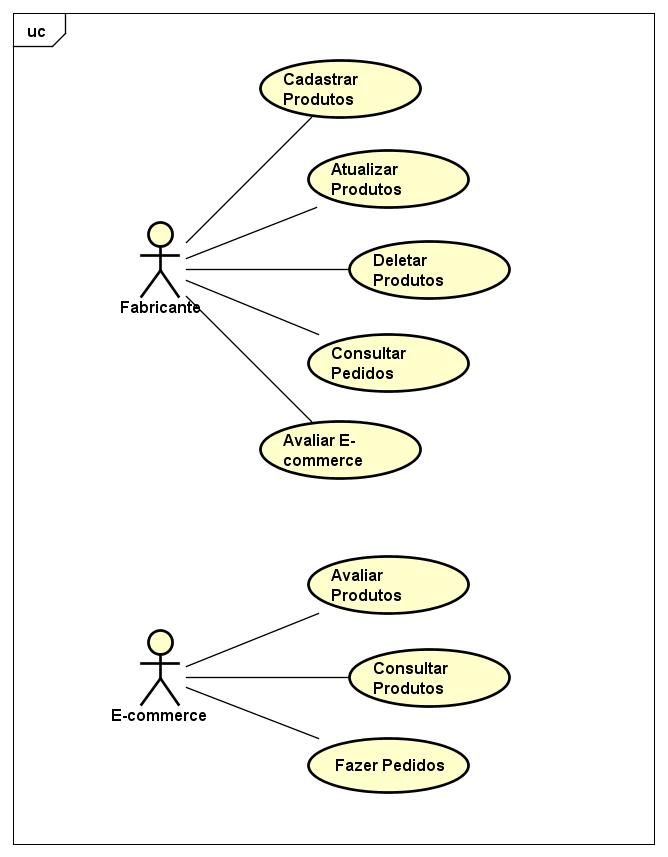 uc
Cadastrar
Produtos
Atualizar
Produtos
Deletar
Produtos
Fabricante
Consultar
Pedidos
Avaliar E-
commerce
Avaliar
Produtos
Consultar
Produtos
E-commerce
Fazer Pedidos